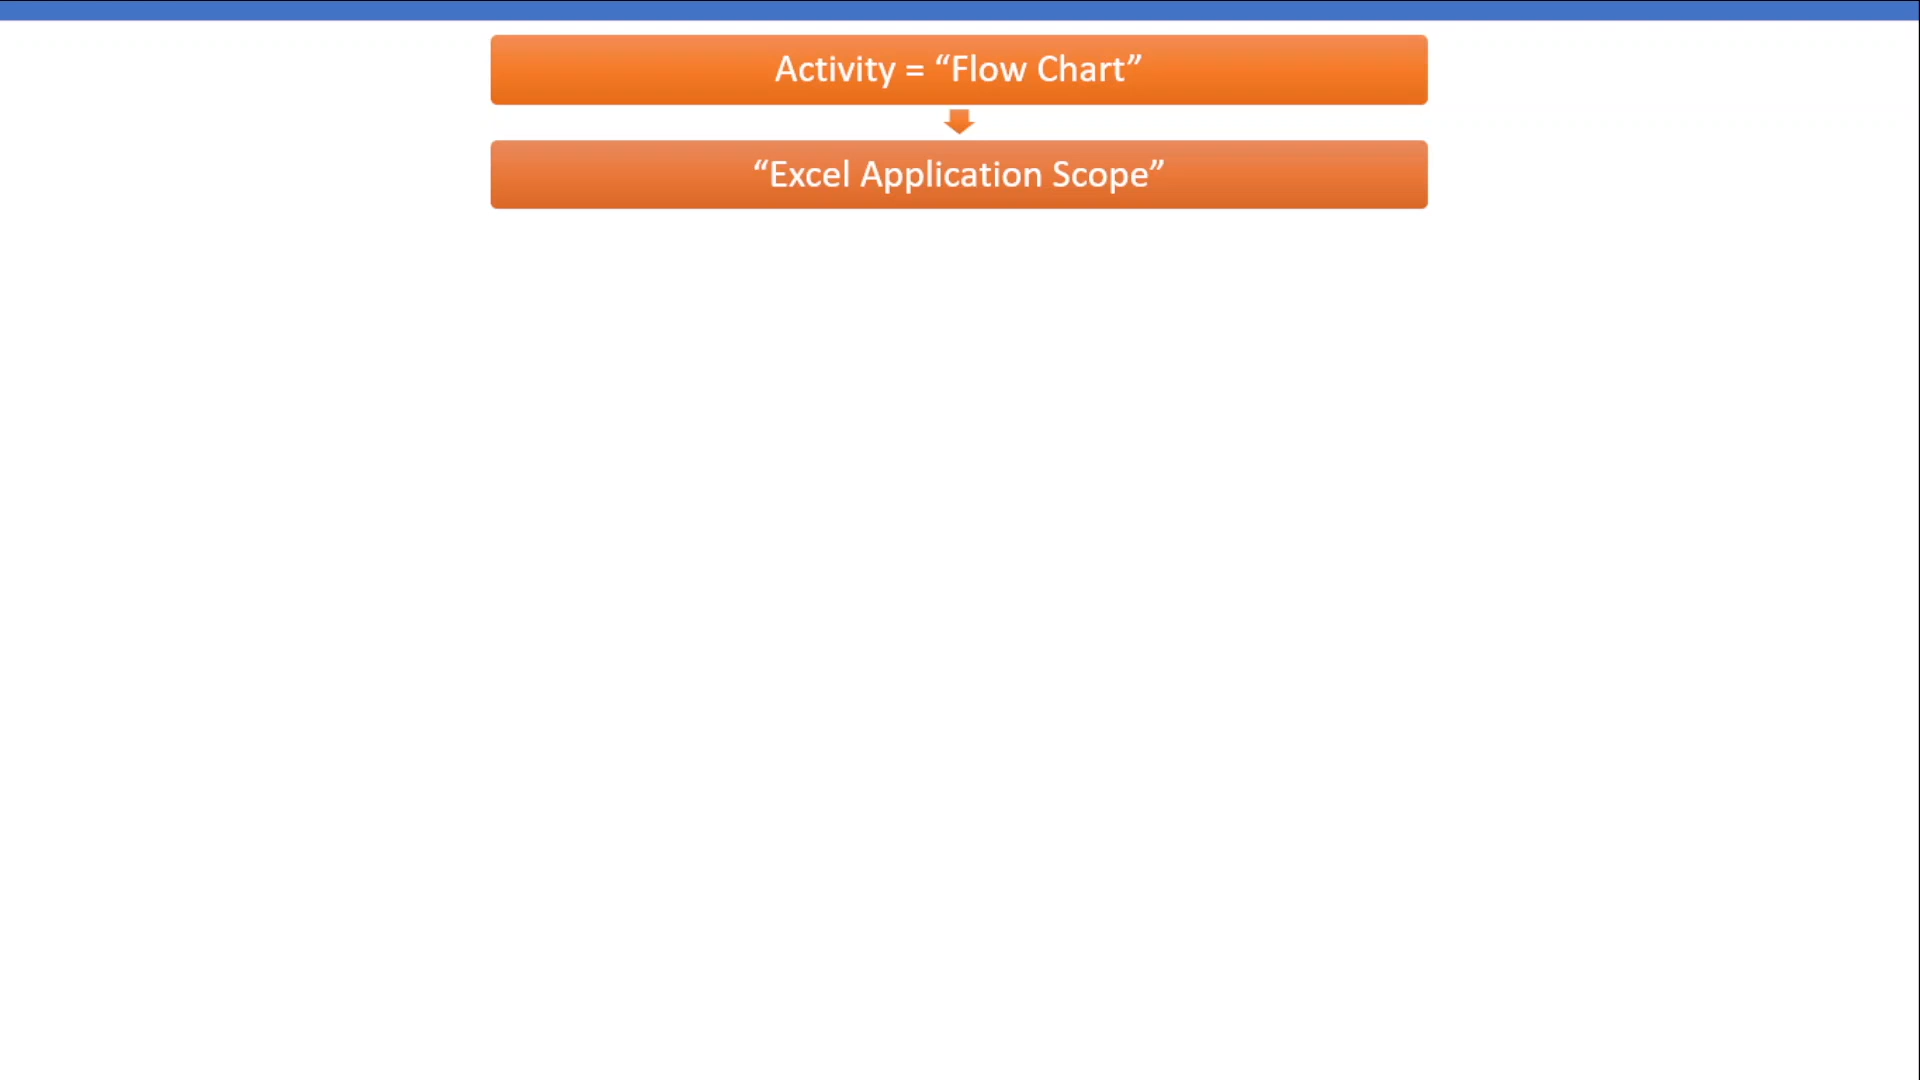 Activity = “Flow Chart”
“Excel Application Scope”